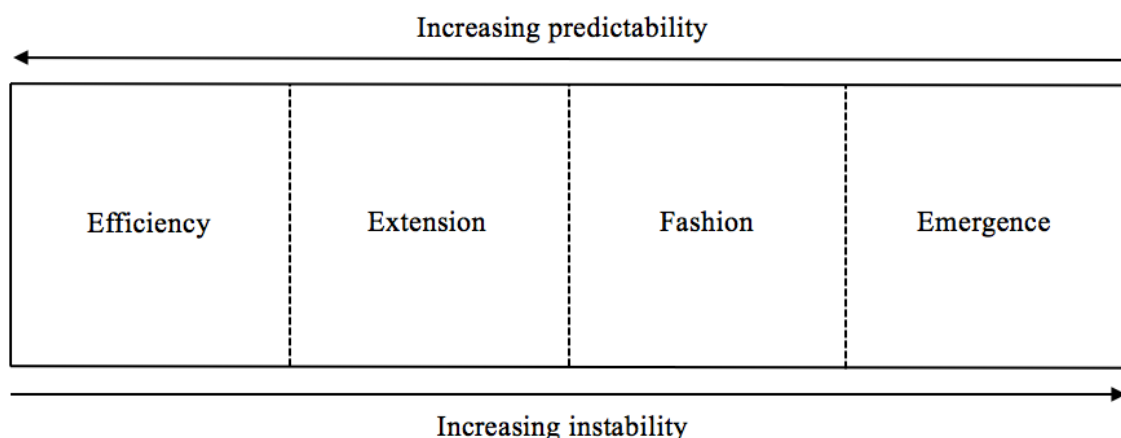 Increasing predictability
Efficiency Extension Fashion Emergence
Increasing instability